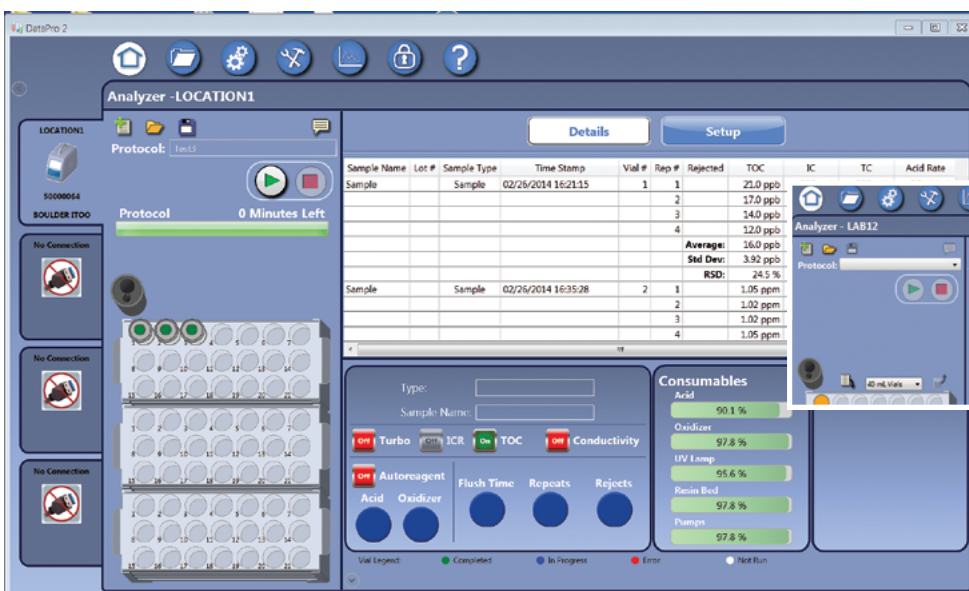 DataPro 2
Analyzer -LOCATION1
LOCATION1
50000064
BOULDER ITOO
No Connection
No Connection
No Connection
Protocol: Test3
Protocol 0 Minutes Left
Details Setup
Sample Name Lot # Sample Type Time Stamp Vial # Rep # Rejected TOC IC TC Acid Rate
Sample Sample 02/26/2014 16:21:15 1 1 21.0 ppb
2 17.0 ppb
3 14.0 ppb
4 12.0 ppb
Average: 16.0 ppb
Std Dev: 3.92 ppb
RSD: 24.5 %
Sample Sample 02/26/2014 16:35:28 2 1 1.05 ppm
2 1.02 ppm
3 1.02 ppm
4 1.05 ppm
Analyzer - LAB12
Protocol:
40 mL Vials
Type:
Sample Name:
Off Turbo Off ICR On TOC Off Conductivity
Off Autoreagent
Acid Oxidizer
Flush Time Repeats Rejects
Consumables
Acid
90.1 %
Oxidizer
97.8 %
UV Lamp
95.6 %
Resin Bed
97.8 %
Pumps
97.8 %
Vial Legend: Completed In Progress Error Not Run